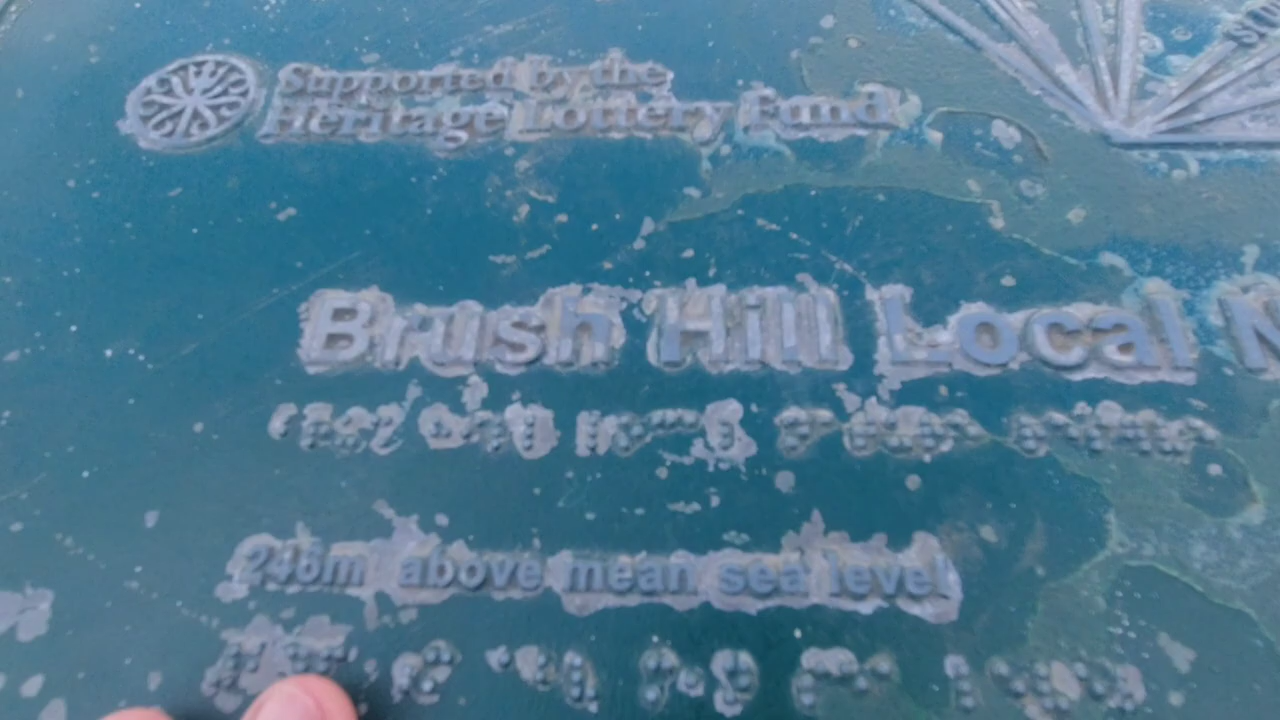 Supported by the
Heritage Lottery Fund
Brush Hill Local
246m above mean sea level